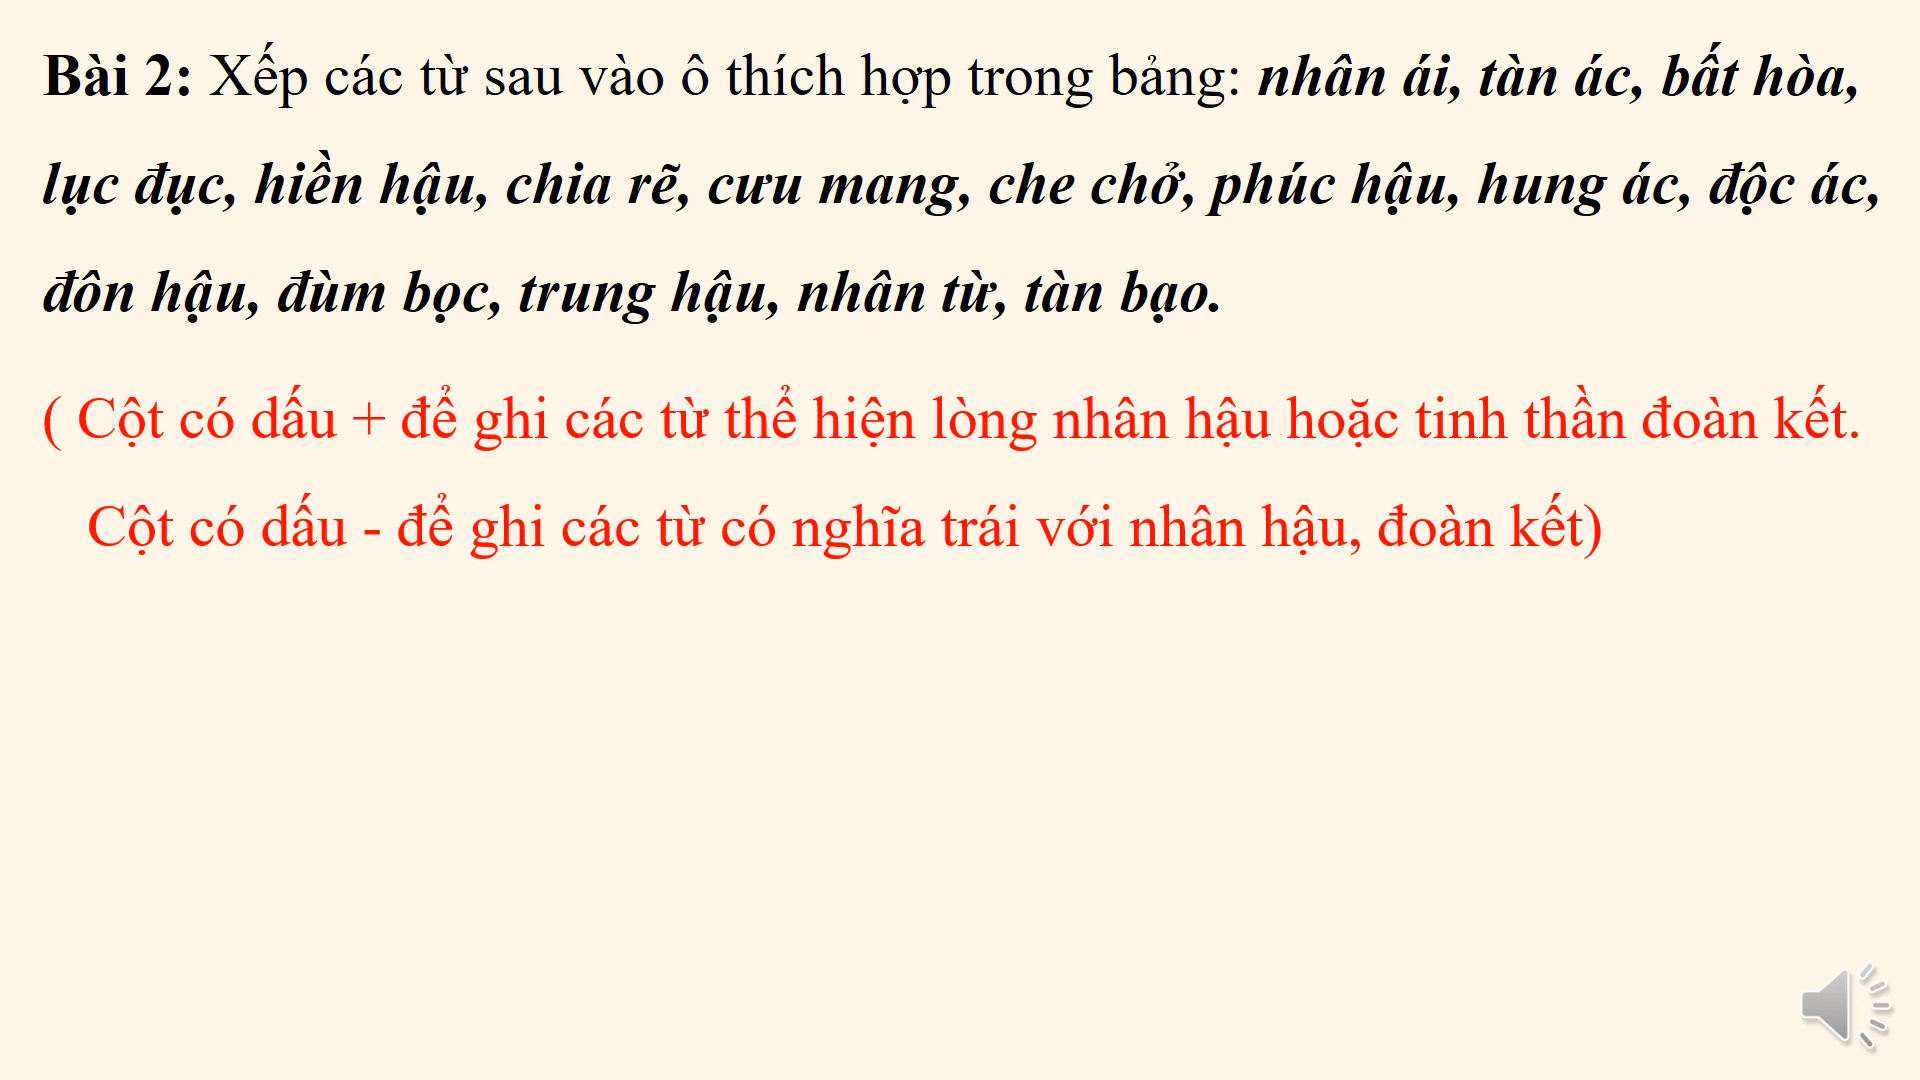 Bài 2: Xếp các từ sau vào ô thích hợp trong bảng: nhân ái, tàn ác, bất hòa,
lục đục, hiền hậu, chia rẽ, cưu mang, che chở, phúc hậu, hung ác, độc ác,
đôn hậu, đùm bọc, trung hậu, nhân từ, tàn bạo.
( Cột có dấu + để ghi các từ thể hiện lòng nhân hậu hoặc tinh thần đoàn kết.
Cột có dấu - để ghi các từ có nghĩa trái với nhân hậu, đoàn kết)